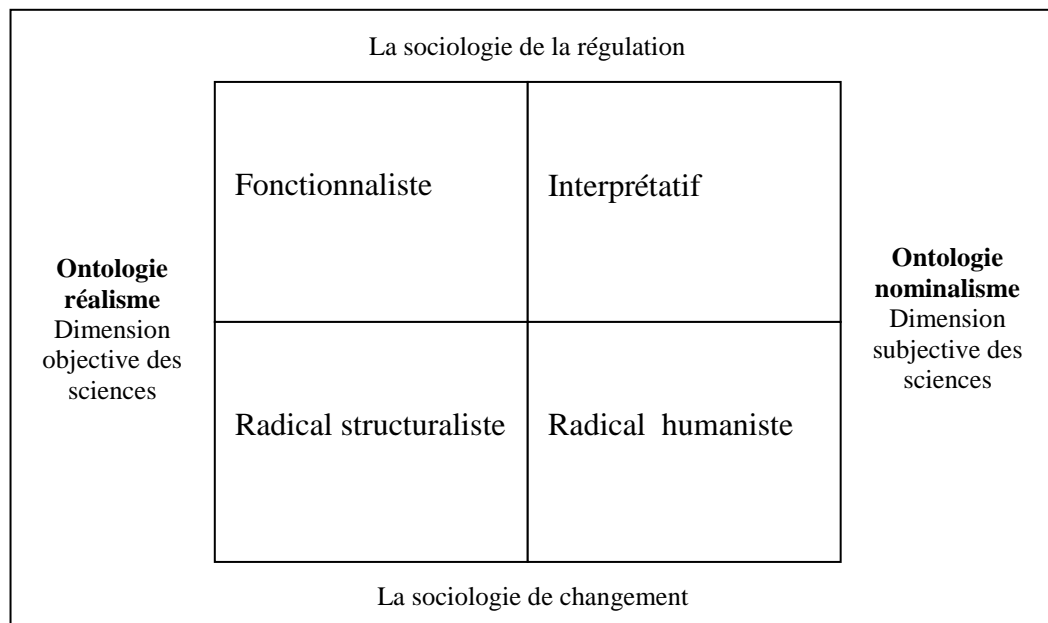 La sociologie de la régulation
Fonctionnaliste
Interprétatif
Ontologie
réalisme
Dimension
objective des
sciences
Ontologie
nominalisme
Dimension
subjective des
sciences
Radical structuraliste
Radical humaniste
La sociologie de changement